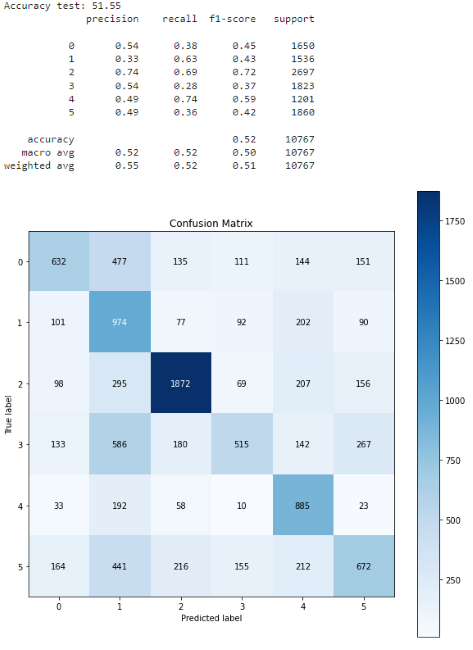 Accuracy test: 51.55
precision recall f1-score support
0 0.54 0.38 0.45 1650
1 0.33 0.63 0.43 1536
2 0.74 0.69 0.72 2697
3 0.54 0.28 0.37 1823
4 0.49 0.74 0.59 1201
5 0.49 0.36 0.42 1860
accuracy 0.52 10767
macro avg 0.52 0.52 0.50 10767
weighted avg 0.55 0.52 0.51 10767
Confusion Matrix
0 632 477 135 111 144 151
1 101 974 77 92 202 90
2 98 295 1872 69 207 156
3 133 586 180 515 142 267
4 33 192 58 10 885 23
5 164 441 216 155 212 672
0 1 2 3 4 5
True label
Predicted label
1750
1500
1250
1000
750
500
250